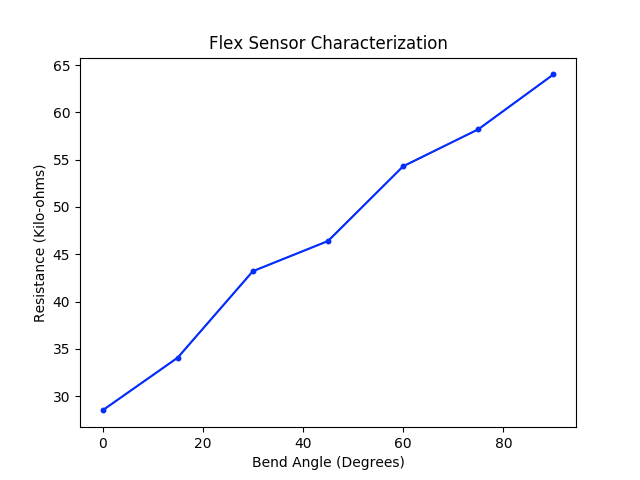 Flex Sensor Characterization
65
60
55
50
45
40
35
30
Resistance (Kilo-ohms)
0 20 40 60 80
Bend Angle (Degrees)